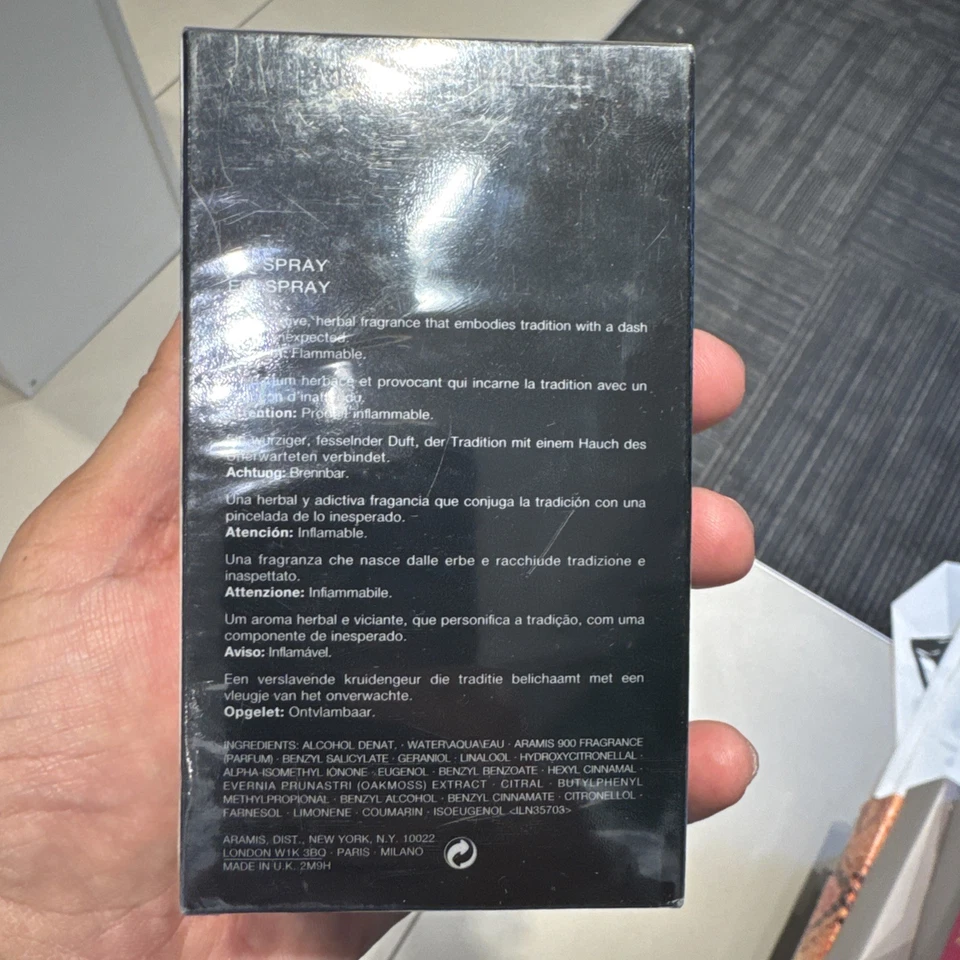 SPRAY
SPRAY
herbal fragrance that embodies tradition with a dash
Flammable.
herbacé et provocant qui incarne la tradition avec un
d'inattendu.
Attention: Produit inflammable.
würziger, fesselnder Duft, der Tradition mit einem Hauch des
Unerwarteten verbindet.
Achtung: Brennbar.
Una herbal y adictiva fragancia que conjuga la tradición con una
pincelada de lo inesperado.
Atención: Inflamable.
Una fragranza che nasce dalle erbe e racchiude tradizione e
inaspettato.
Attenzione: Infiammabile.
Um aroma herbal e viciante, que personifica a tradição, com uma
componente de inesperado.
Aviso: Inflamável.
Een verslavende kruidengeur die traditie belichaamt met een
vleugje van het onverwachte.
Opgelet: Ontvlambaar.
INGREDIENTS: ALCOHOL DENAT. · WATER\AQUA\EAU · ARAMIS 900 FRAGRANCE
(PARFUM) · BENZYL SALICYLATE · GERANIOL · LINALOOL · HYDROXYCITRONELLAL ·
ALPHA-ISOMETHYL IONONE · EUGENOL · BENZYL BENZOATE · HEXYL CINNAMAL ·
EVERNIA PRUNASTRI (OAKMOSS) EXTRACT · CITRAL · BUTYLPHENYL
METHYLPROPIONAL · BENZYL ALCOHOL · BENZYL CINNAMATE · CITRONELLOL ·
FARNESOL · LIMONENE · COUMARIN · ISOEUGENOL <ILN35703>
ARAMIS, DIST., NEW YORK, N.Y. 10022
LONDON W1K 3BQ · PARIS · MILANO
MADE IN U.K. 2M9H